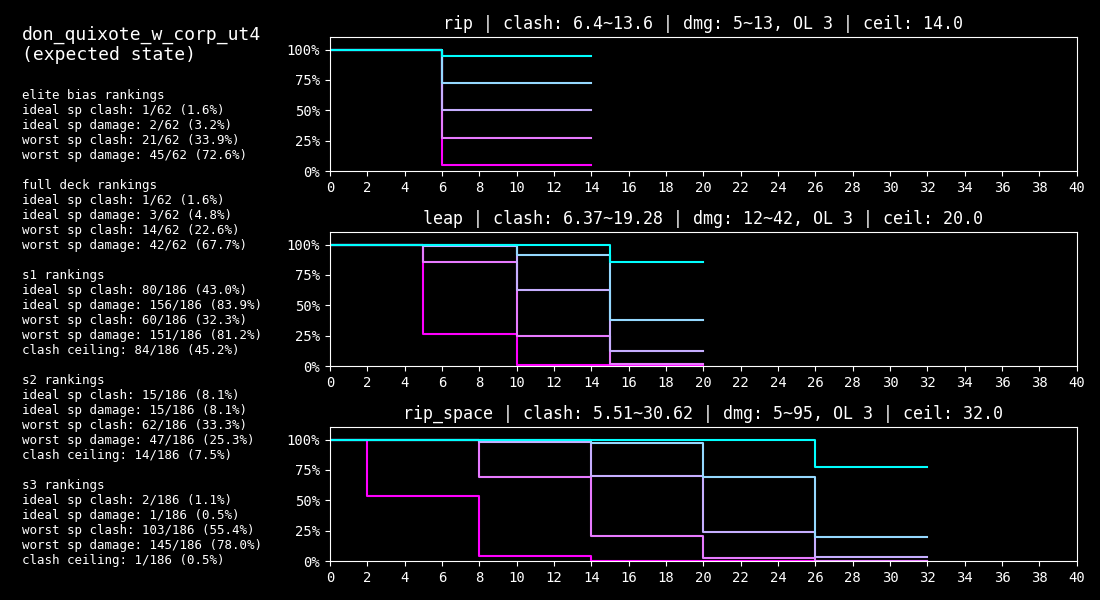 don_quixote_w_corp_ut4
(expected state)
elite bias rankings
ideal sp clash: 1/62 (1.6%)
ideal sp damage: 2/62 (3.2%)
worst sp clash: 21/62 (33.9%)
worst sp damage: 45/62 (72.6%)
full deck rankings
ideal sp clash: 1/62 (1.6%)
ideal sp damage: 3/62 (4.8%)
worst sp clash: 14/62 (22.6%)
worst sp damage: 42/62 (67.7%)
s1 rankings
ideal sp clash: 80/186 (43.0%)
ideal sp damage: 156/186 (83.9%)
worst sp clash: 60/186 (32.3%)
worst sp damage: 151/186 (81.2%)
clash ceiling: 84/186 (45.2%)
s2 rankings
ideal sp clash: 15/186 (8.1%)
ideal sp damage: 15/186 (8.1%)
worst sp clash: 62/186 (33.3%)
worst sp damage: 47/186 (25.3%)
clash ceiling: 14/186 (7.5%)
s3 rankings
ideal sp clash: 2/186 (1.1%)
ideal sp damage: 1/186 (0.5%)
worst sp clash: 103/186 (55.4%)
worst sp damage: 145/186 (78.0%)
clash ceiling: 1/186 (0.5%)
rip | clash: 6.4~13.6 | dmg: 5~13, OL 3 | ceil: 14.0
100%
75%
50%
25%
0%
0 2 4 6 8 10 12 14 16 18 20 22 24 26 28 30 32 34 36 38 40
leap | clash: 6.37~19.28 | dmg: 12~42, OL 3 | ceil: 20.0
100%
75%
50%
25%
0%
0 2 4 6 8 10 12 14 16 18 20 22 24 26 28 30 32 34 36 38 40
rip_space | clash: 5.51~30.62 | dmg: 5~95, OL 3 | ceil: 32.0
100%
75%
50%
25%
0%
0 2 4 6 8 10 12 14 16 18 20 22 24 26 28 30 32 34 36 38 40